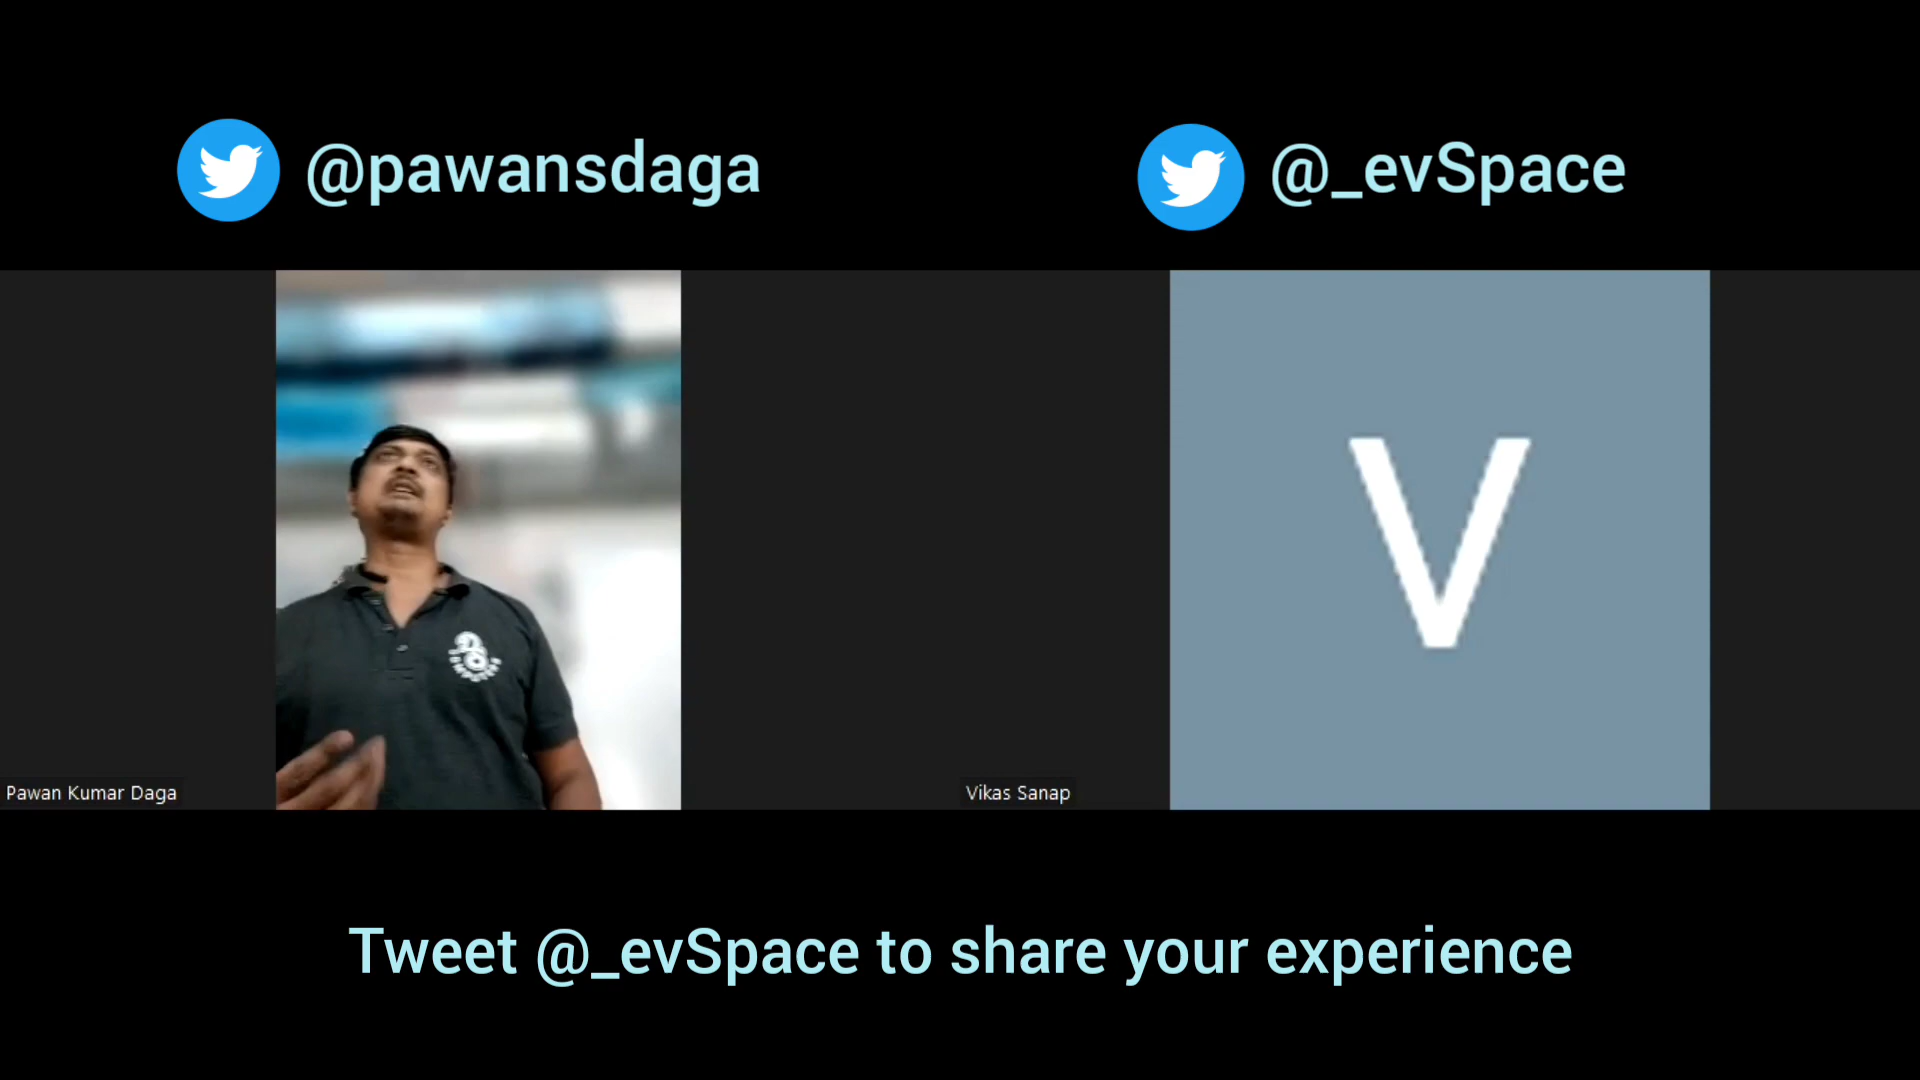 @pawansdaga
@_evSpace
V
Pawan Kumar Daga
Vikas Sanap
Tweet @_evSpace to share your experience